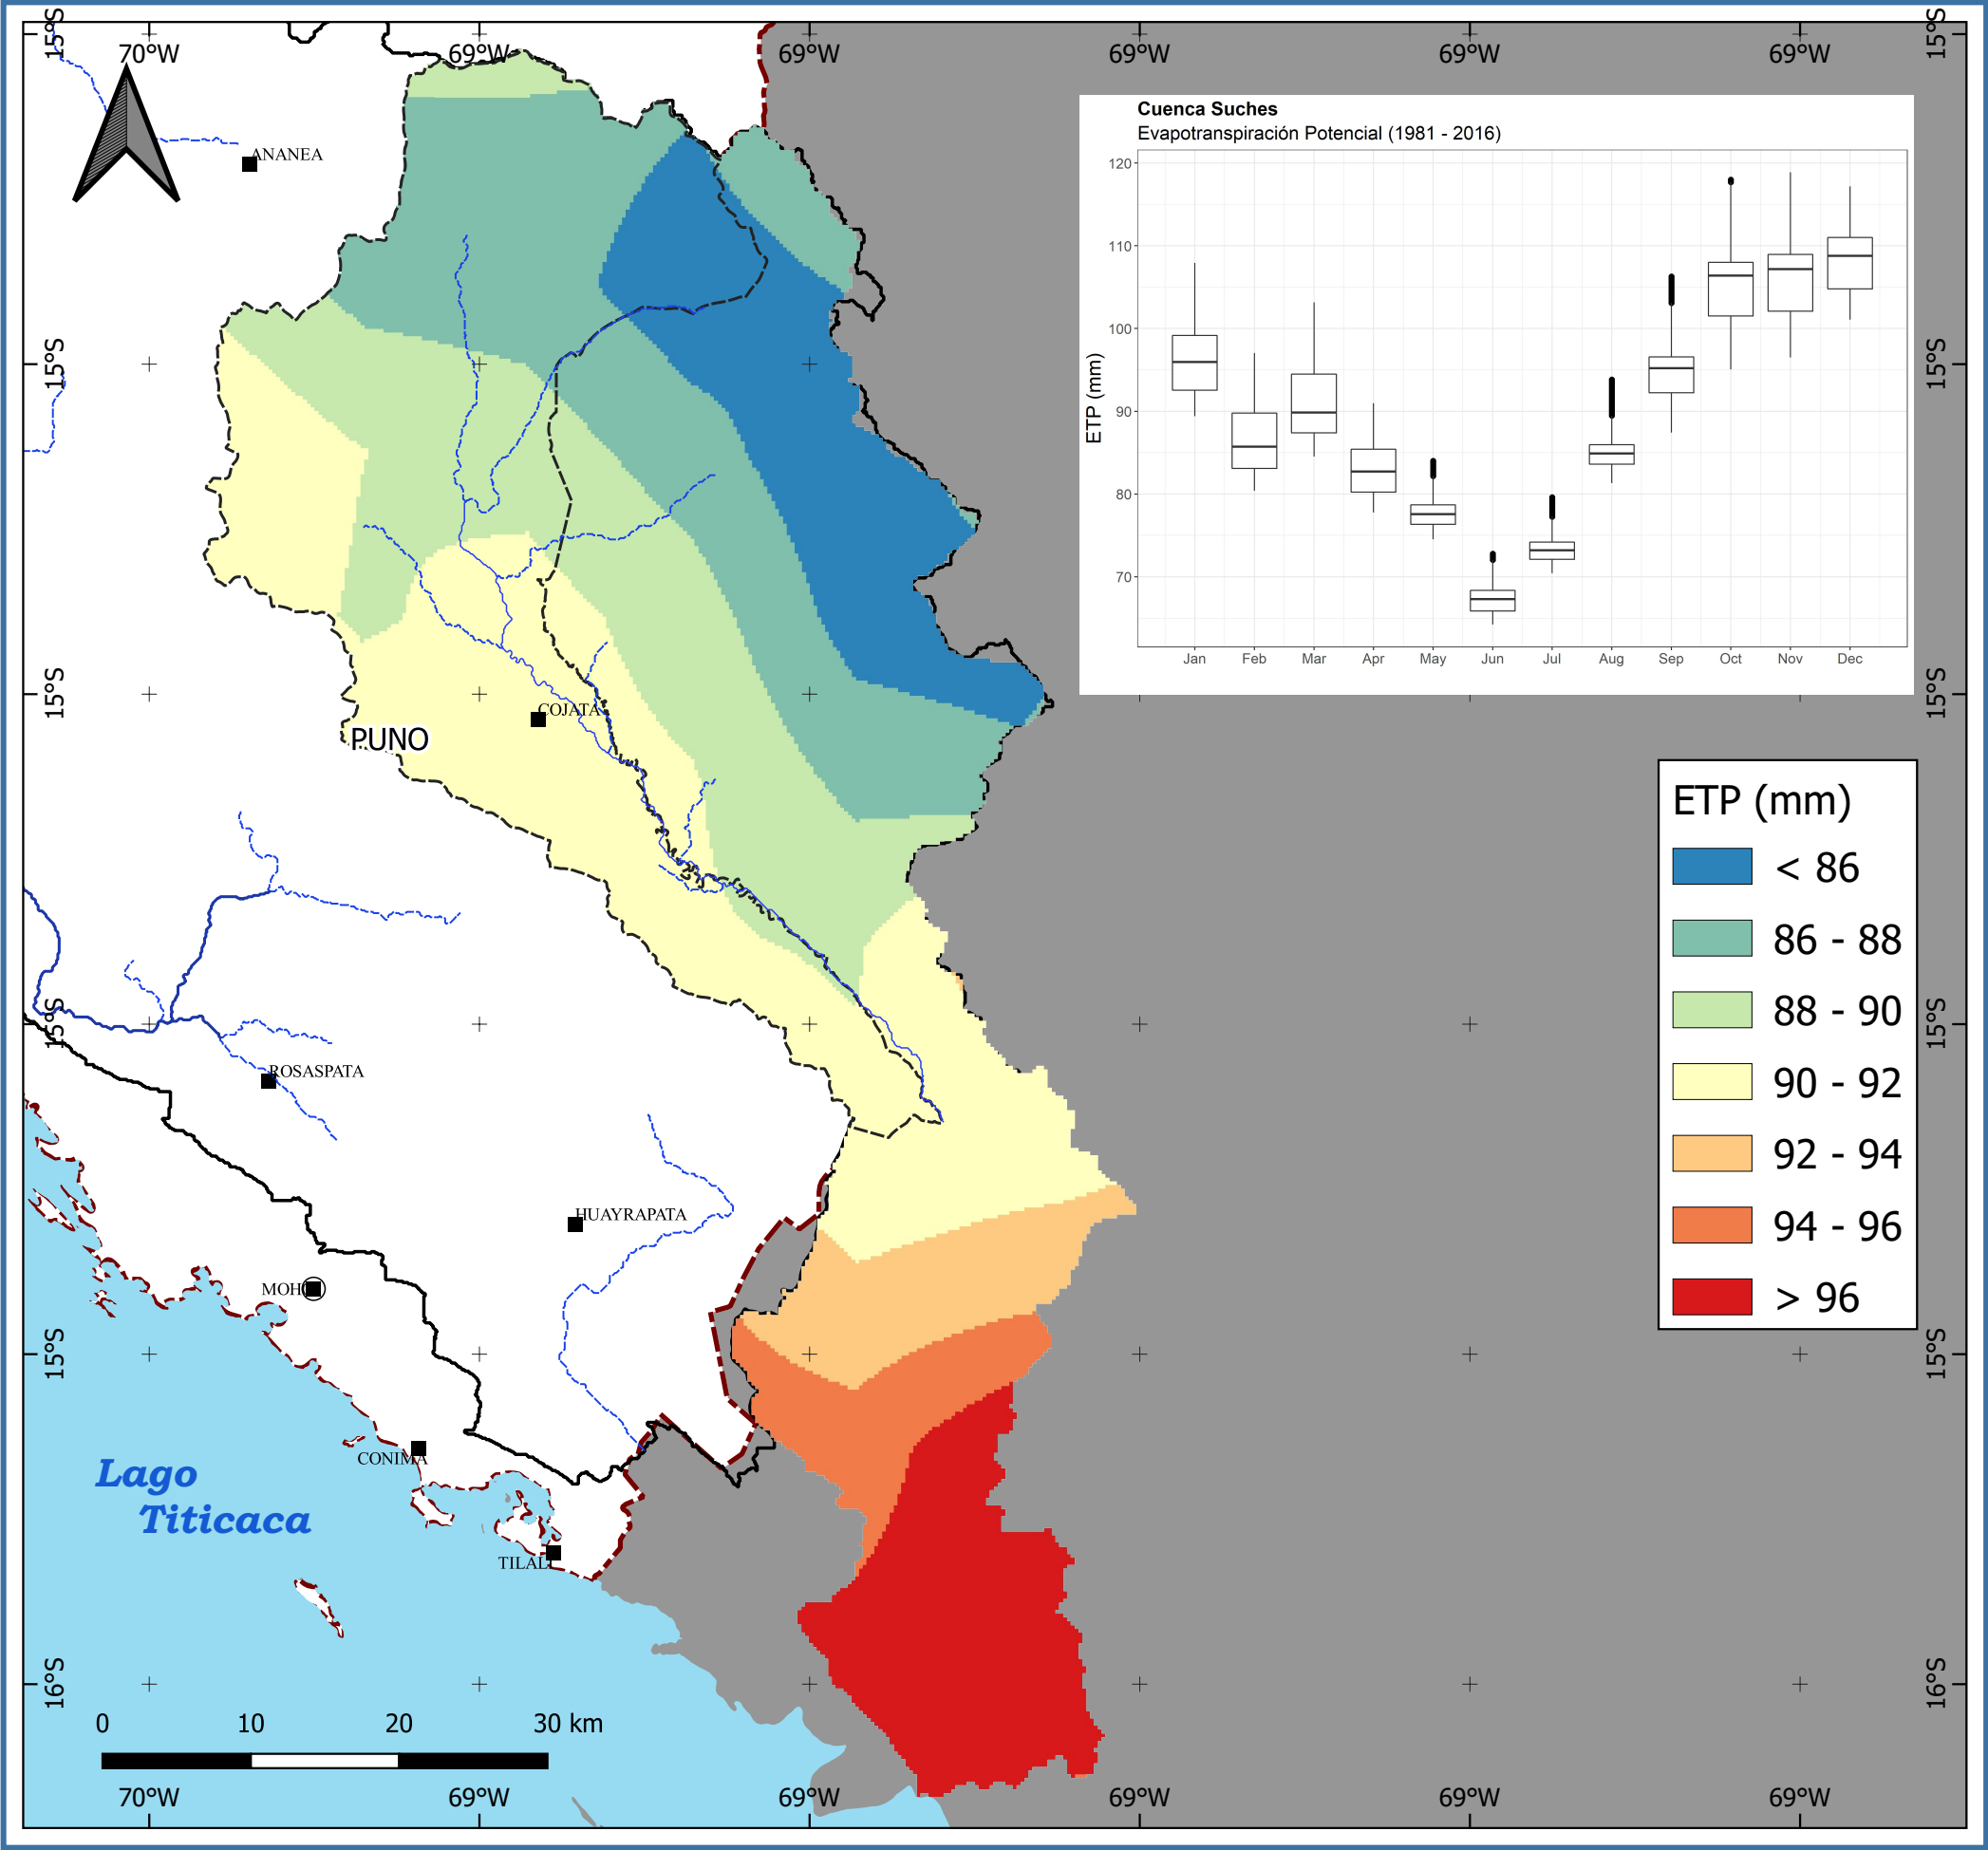 70°W
69°W
69°W
69°W
69°W
69°W
15°S
15°S
ANANEA
Cuenca Suches
Evapotranspiración Potencial (1981 - 2016)
ETP (mm)
120
110
100
90
80
70
Jan
Feb
Mar
Apr
May
Jun
Jul
Aug
Sep
Oct
Nov
Dec
15°S
15°S
15°S
15°S
COJATA
PUNO
ETP (mm)
< 86
86 - 88
88 - 90
90 - 92
92 - 94
94 - 96
> 96
15°S
15°S
ROSASPATA
HUAYRAPATA
MOH
15°S
15°S
CONIMA
Lago
Titicaca
TILAL
16°S
16°S
0
10
20
30 km
70°W
69°W
69°W
69°W
69°W
69°W